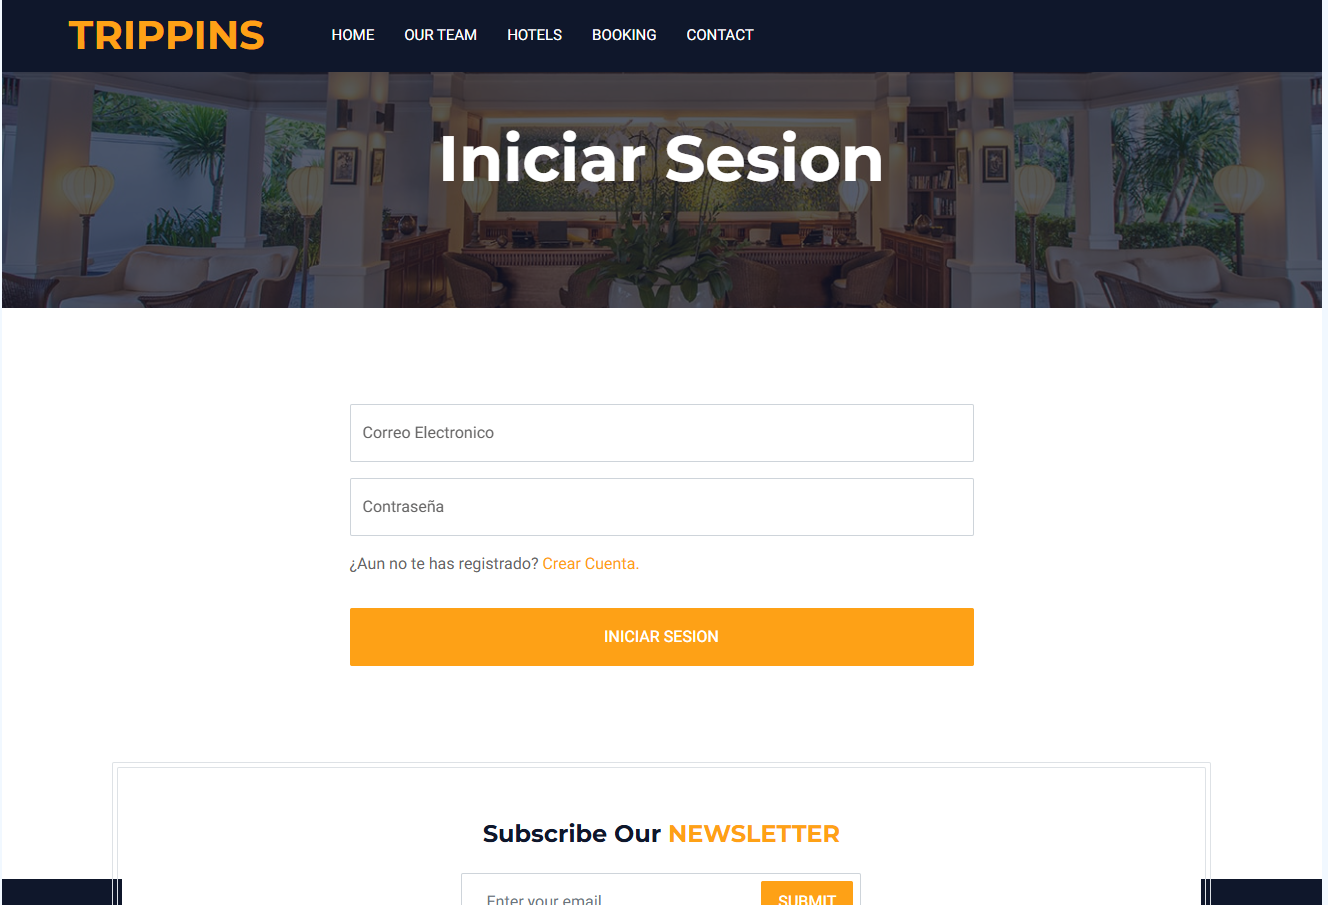 TRIPPINS
HOME OUR TEAM HOTELS BOOKING CONTACT
Iniciar Sesion
Correo Electronico
Contraseña
¿Aun no te has registrado? Crear Cuenta.
INICIAR SESION
Subscribe Our NEWSLETTER
Enter your email
SUBMIT